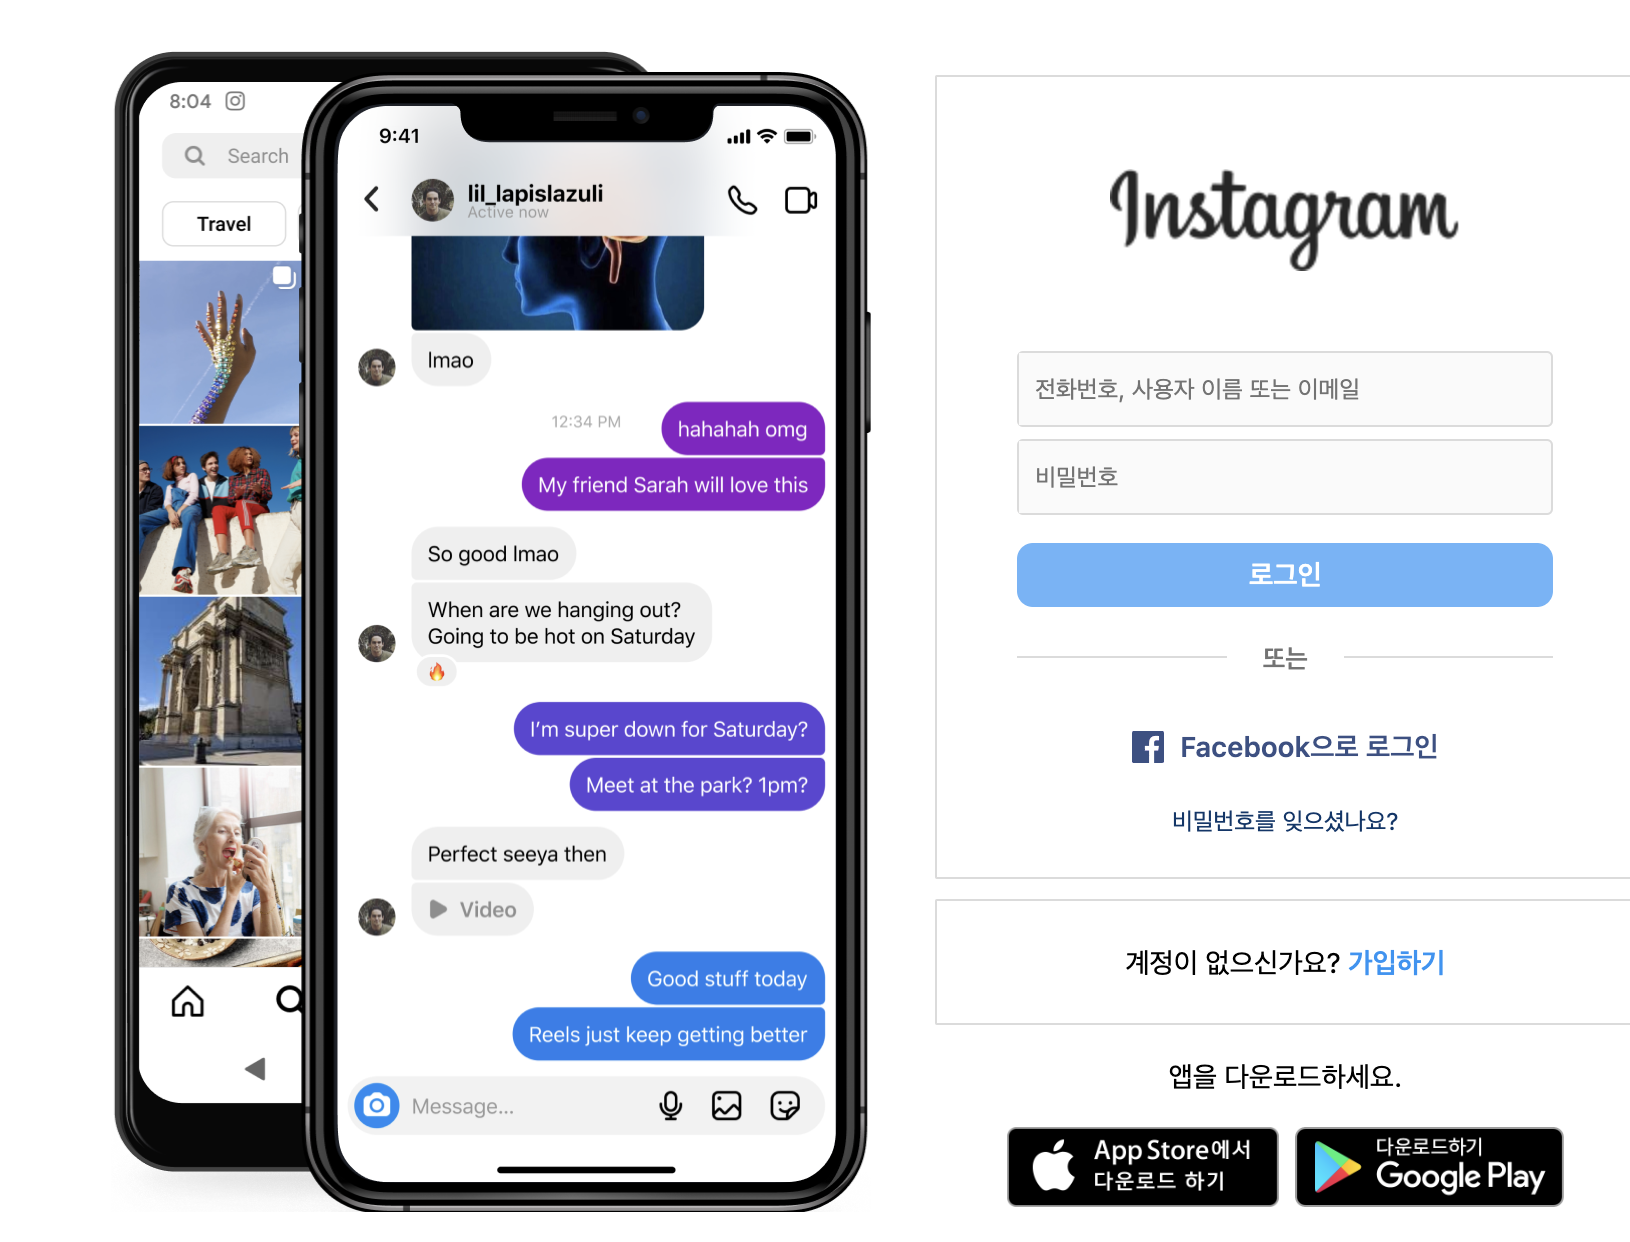 8:04
Search
Travel
9:41
lil_lapislazuli
Active now
lmao
12:34 PM
hahahah omg
My friend Sarah will love this
So good lmao
When are we hanging out?
Going to be hot on Saturday
I'm super down for Saturday?
Meet at the park? 1pm?
Perfect seeya then
Video
Good stuff today
Reels just keep getting better
Message...
Instagram
전화번호, 사용자 이름 또는 이메일
비밀번호
로그인
또는
Facebook으로 로그인
비밀번호를 잊으셨나요?
계정이 없으신가요? 가입하기
앱을 다운로드하세요.
App Store에서
다운로드 하기
다운로드하기
Google Play